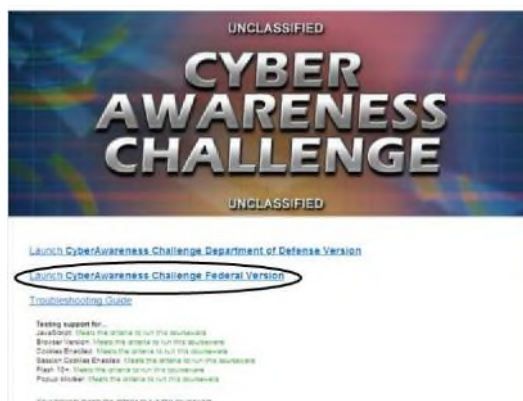 UNCLASSIFIED
CYBER
AWARENESS
CHALLENGE
UNCLASSIFIED
Launch CyberAwareness Challenge Department of Defense Version
Launch CyberAwareness Challenge Federal Version
Troubleshooting Guide
Testing support for...
JavaScript: Meets the criteria to run this courseware
Browser Version: Meets the criteria to run this courseware
Cookies Enabled: Meets the criteria to run this courseware
Session Cookies Enabled: Meets the criteria to run this courseware
Flash 10+: Meets the criteria to run this courseware
Popup blocker: Meets the criteria to run this courseware